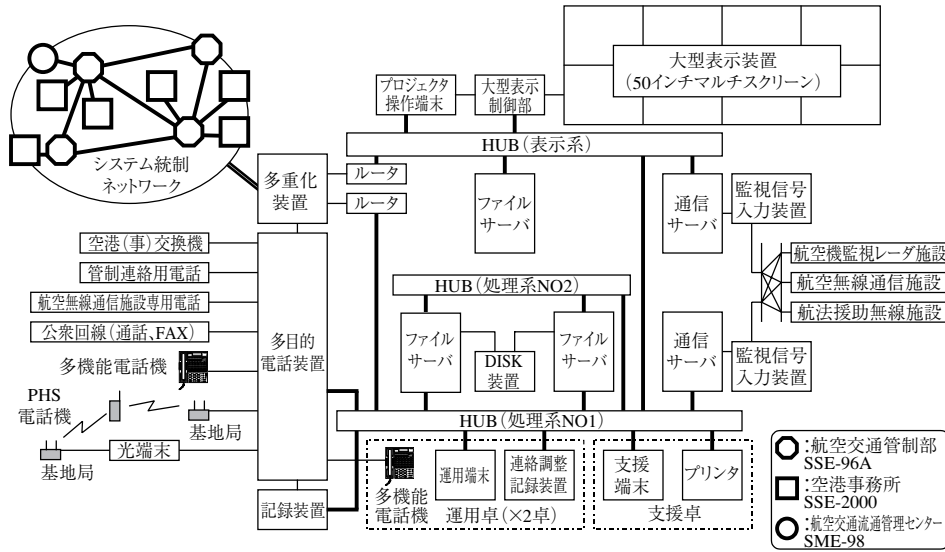 大型表示装置
（50インチマルチスクリーン）
プロジェクタ
操作端末
大型表示
制御部
HUB（表示系）
システム統制
ネットワーク
多重化
装置
ルータ
ルータ
ファイル
サーバ
通信
サーバ
監視信号
入力装置
空港（事）交換機
管制連絡用電話
航空無線通信施設専用電話
公衆回線（通話、FAX）
多機能電話機
PHS
電話機
基地局
基地局
光端末
多目的
電話装置
記録装置
HUB（処理系NO2）
ファイル
サーバ
DISK
装置
ファイル
サーバ
通信
サーバ
監視信号
入力装置
航空機監視レーダ施設
航空無線通信施設
航法援助無線施設
HUB（処理系NO1）
多機能
電話機
運用端末
連絡調整
記録装置
運用卓（×2卓）
支援
端末
プリンタ
支援卓
:航空交通管制部
SSE-96A
:空港事務所
SSE-2000
:航空交通流通管理センター
SME-98